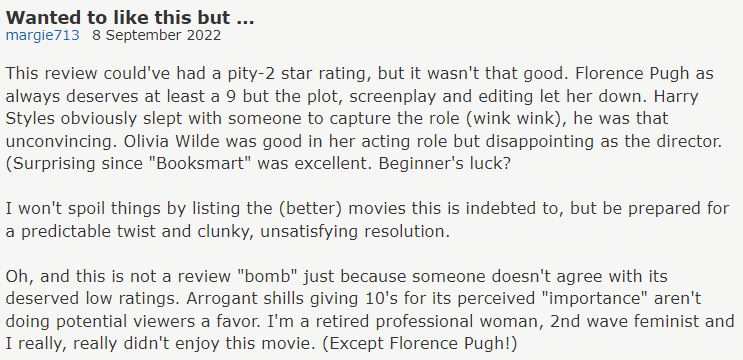 Wanted to like this but ...
margie713 8 September 2022
This review could've had a pity-2 star rating, but it wasn't that good. Florence Pugh as
always deserves at least a 9 but the plot, screenplay and editing let her down. Harry
Styles obviously slept with someone to capture the role (wink wink), he was that
unconvincing. Olivia Wilde was good in her acting role but disappointing as the director.
(Surprising since "Booksmart" was excellent. Beginner's luck?
I won't spoil things by listing the (better) movies this is indebted to, but be prepared for
a predictable twist and clunky, unsatisfying resolution.
Oh, and this is not a review "bomb" just because someone doesn't agree with its
deserved low ratings. Arrogant shills giving 10's for its perceived "importance" aren't
doing potential viewers a favor. I'm a retired professional woman, 2nd wave feminist and
I really, really didn't enjoy this movie. (Except Florence Pugh!)